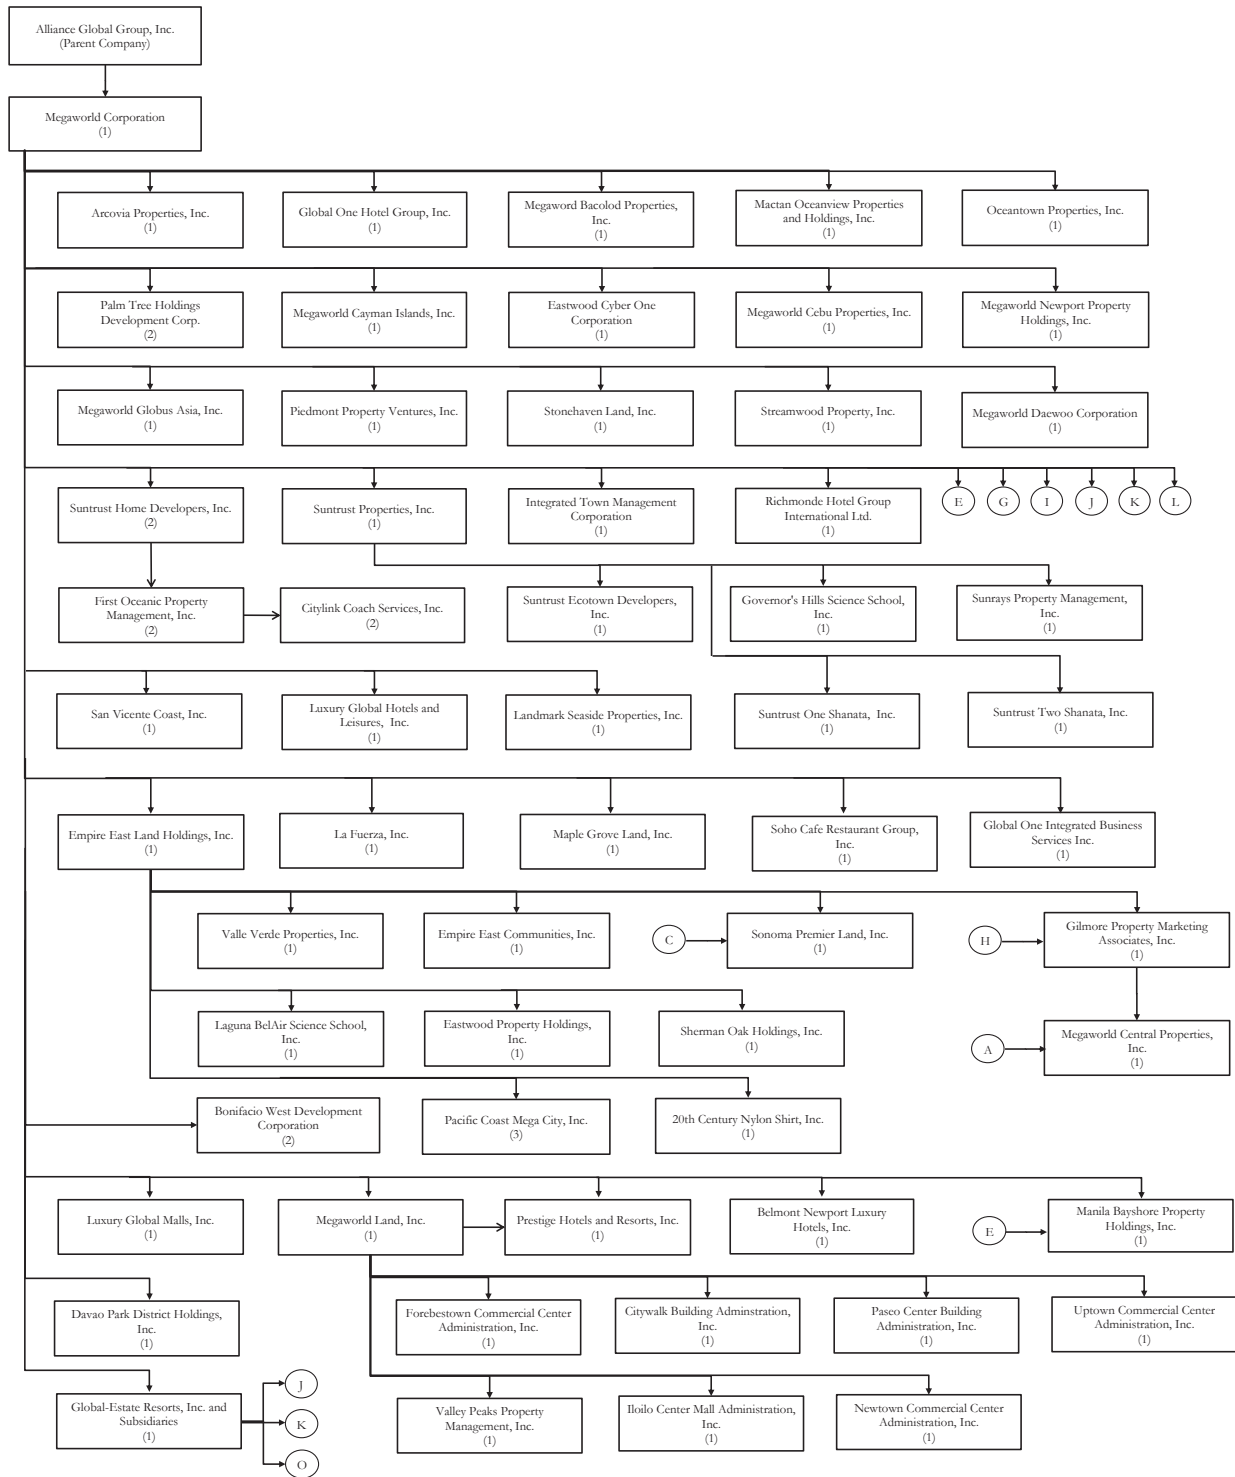 Alliance Global Group, Inc.
(Parent Company)
Megaworld Corporation
(1)
Arcovia Properties, Inc.
(1)
Global One Hotel Group, Inc.
(1)
Megaword Bacolod Properties,
Inc.
(1)
Mactan Oceanview Properties
and Holdings, Inc.
(1)
Oceantown Properties, Inc.
(1)
Palm Tree Holdings
Development Corp.
(2)
Megaworld Cayman Islands, Inc.
(1)
Eastwood Cyber One
Corporation
(1)
Megaworld Cebu Properties, Inc.
(1)
Megaworld Newport Property
Holdings, Inc.
(1)
Megaworld Globus Asia, Inc.
(1)
Piedmont Property Ventures, Inc.
(1)
Stonehaven Land, Inc.
(1)
Streamwood Property, Inc.
(1)
Megaworld Daewoo Corporation
(1)
Suntrust Home Developers, Inc.
(2)
Suntrust Properties, Inc.
(1)
Integrated Town Management
Corporation
(1)
Richmonde Hotel Group
International Ltd.
(1)
E
G
I
J
K
L
First Oceanic Property
Management, Inc.
(2)
Citylink Coach Services, Inc.
(2)
Suntrust Ecotown Developers,
Inc.
(1)
Governor's Hills Science School,
Inc.
(1)
Sunrays Property Management,
Inc.
(1)
San Vicente Coast, Inc.
(1)
Luxury Global Hotels and
Leisures, Inc.
(1)
Landmark Seaside Properties, Inc.
(1)
Suntrust One Shanata, Inc.
(1)
Suntrust Two Shanata, Inc.
(1)
Empire East Land Holdings, Inc.
(1)
La Fuerza, Inc.
(1)
Maple Grove Land, Inc.
(1)
Soho Cafe Restaurant Group,
Inc.
(1)
Global One Integrated Business
Services Inc.
(1)
Valle Verde Properties, Inc.
(1)
Empire East Communities, Inc.
(1)
C
Sonoma Premier Land, Inc.
(1)
H
Gilmore Property Marketing
Associates, Inc.
(1)
Laguna BelAir Science School,
Inc.
(1)
Eastwood Property Holdings,
Inc.
(1)
Sherman Oak Holdings, Inc.
(1)
A
Megaworld Central Properties,
Inc.
(1)
Bonifacio West Development
Corporation
(2)
Pacific Coast Mega City, Inc.
(3)
20th Century Nylon Shirt, Inc.
(1)
Luxury Global Malls, Inc.
(1)
Megaworld Land, Inc.
(1)
Prestige Hotels and Resorts, Inc.
(1)
Belmont Newport Luxury
Hotels, Inc.
(1)
E
Manila Bayshore Property
Holdings, Inc.
(1)
Davao Park District Holdings,
Inc.
(1)
Forebestown Commercial Center
Administration, Inc.
(1)
Citywalk Building Adminstration,
Inc.
(1)
Paseo Center Building
Administration, Inc.
(1)
Uptown Commercial Center
Administration, Inc.
(1)
Global-Estate Resorts, Inc. and
Subsidiaries
(1)
J
K
O
Valley Peaks Property
Management, Inc.
(1)
Iloilo Center Mall Administration,
Inc.
(1)
Newtown Commercial Center
Administration, Inc.
(1)